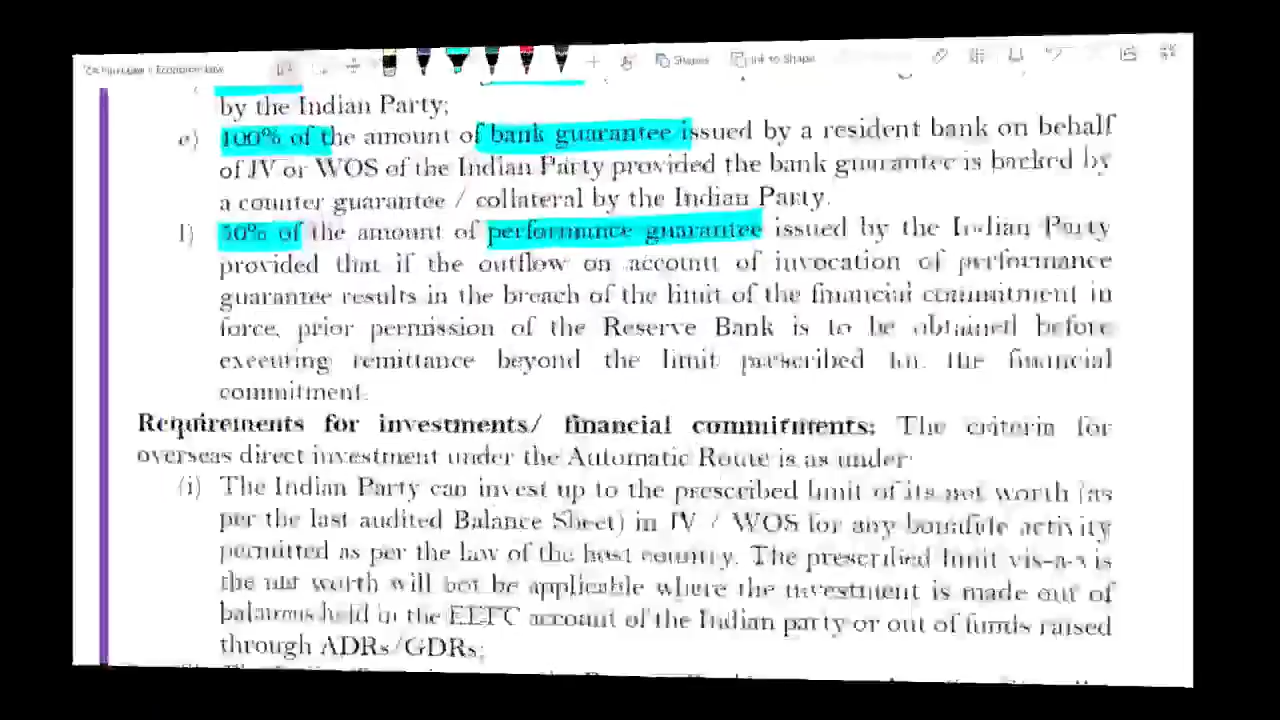 Economic Law
Shapes
Ink to Shape
by the Indian Party;
e) 100% of the amount of bank guarantee issued by a resident bank on behalf
of JV or WOS of the Indian Party provided the bank guarantee is backed by
a counter guarantee / collateral by the Indian Party.
50% of the amount of performance guarantee issued by the Indian Party
provided that if the outflow on account of invocation of performance
guarantee results in the breach of the limit of the financial commitment in
force, prior permission of the Reserve Bank is to be obtained before
executing remittance beyond the limit prescribed for the financial
commitment.
Requirements for investments/ financial commitments: The criteria for
overseas direct investment under the Automatic Route is as under
(i) The Indian Party can invest up to the prescribed limit of its net worth (as
per the last audited Balance Sheet) in JV / WOS for any bonafide activity
permitted as per the law of the host country. The prescribed limit vis-a-vis
the net worth will not be applicable where the investment is made out of
balances held in the EEFC account of the Indian party or out of funds raised
through ADRs/GDRs;